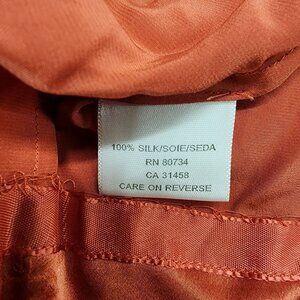 100% SILK/SOIE/SEDA
RN 80734
CA 31458
CARE ON REVERSE